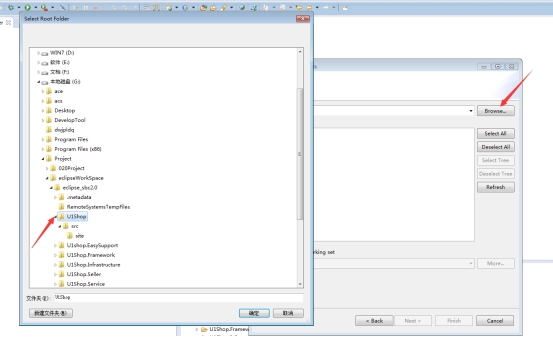 Select Root Folder
WIN7 (D:)
软件 (E:)
文档 (F:)
本地磁盘 (G:)
ace
acs
Desktop
DevelopTool
dwjpldq
Program Files
Program Files (x86)
Project
020Project
eclipseWorkSpace
eclipse_sbc2.0
.metadata
RemoteSystemsTempFiles
U1Shop
src
site
U1shop.EasySupport
U1Shop.Framework
U1Shop.Infrastructure
U1Shop.Seller
U1Shop.Service
文件夹(F):
U1Shop
新建文件夹(N)
确定
取消
Browse...
Select All
Deselect All
Select Tree
Deselect Tree
Refresh
rking set
More...
< Back
Next >
Finish
Cancel
U1Shop.Framew